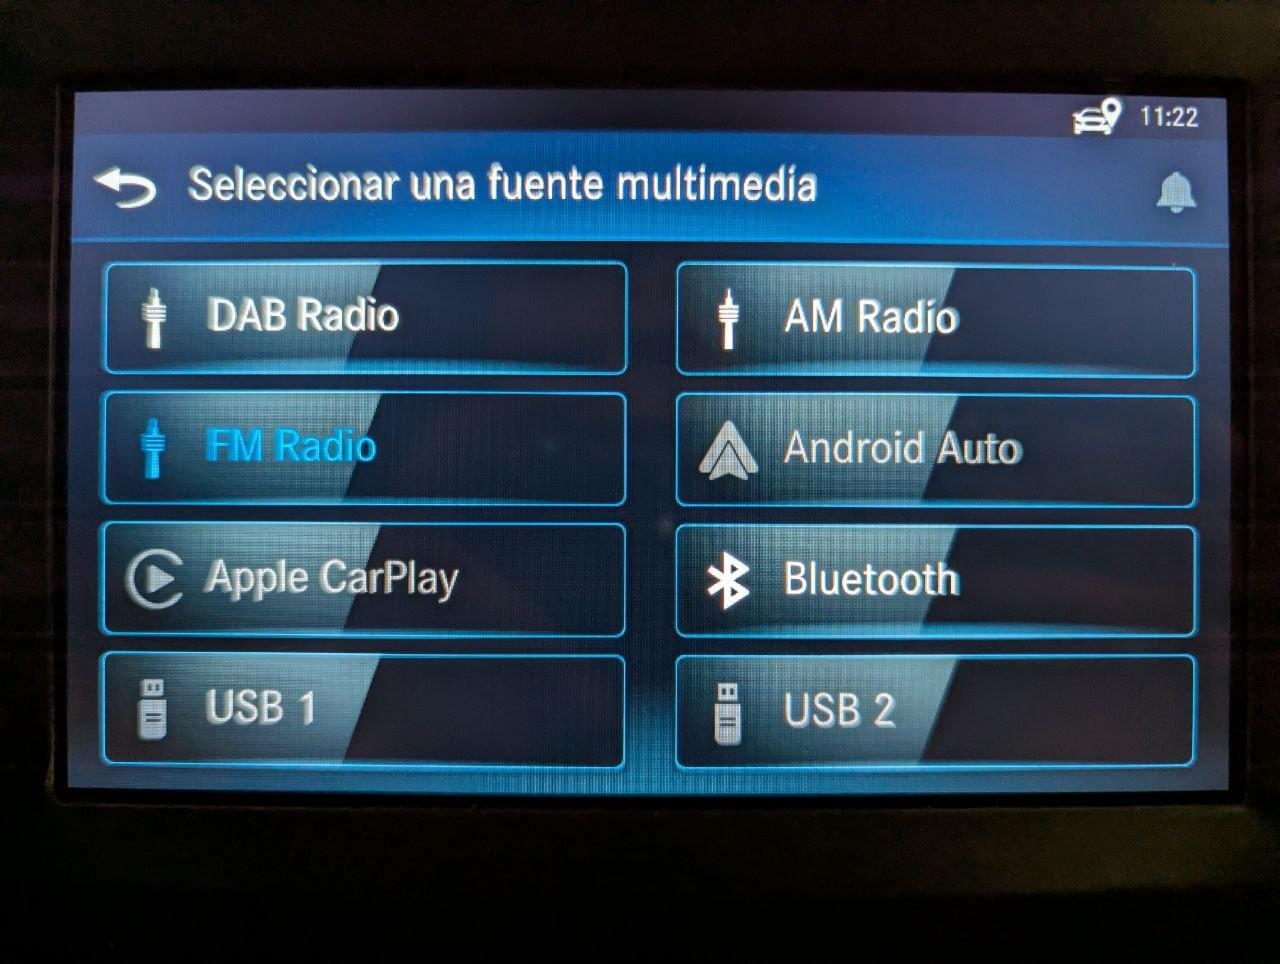 11:22
Seleccionar una fuente multimedia
DAB Radio
AM Radio
FM Radio
Android Auto
Apple CarPlay
Bluetooth
USB 1
USB 2